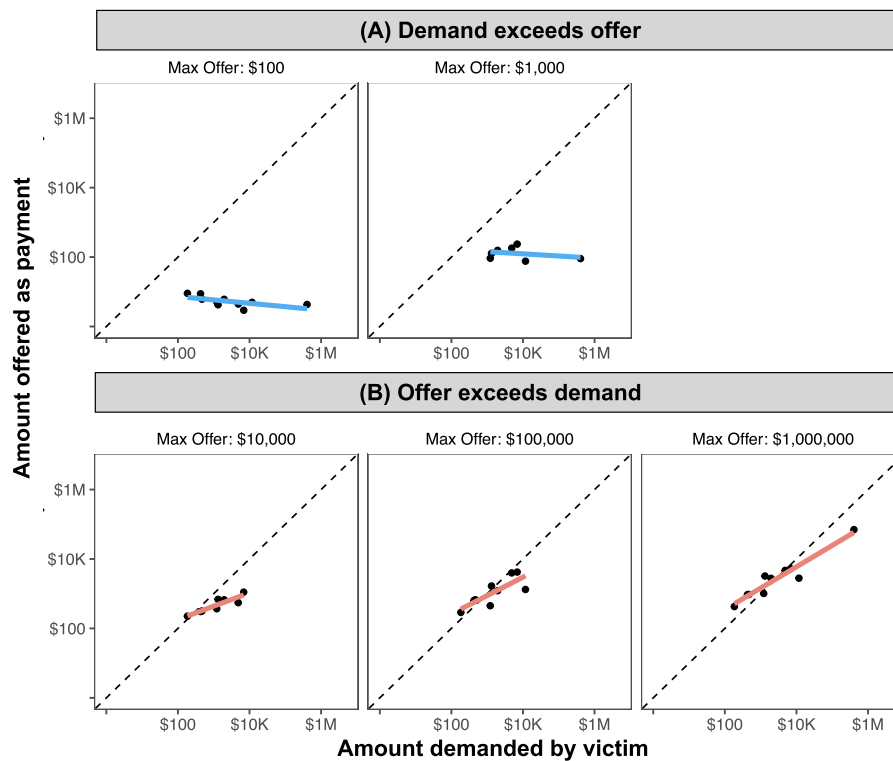 (A) Demand exceeds offer
Max Offer: $100
Max Offer: $1,000
$1M
$10K
$100
$100
$10K
$1M
$100
$10K
$1M
Amount offered as payment
(B) Offer exceeds demand
Max Offer: $10,000
Max Offer: $100,000
Max Offer: $1,000,000
$1M
$10K
$100
$100
$10K
$1M
$100
$10K
$1M
$100
$10K
$1M
Amount demanded by victim